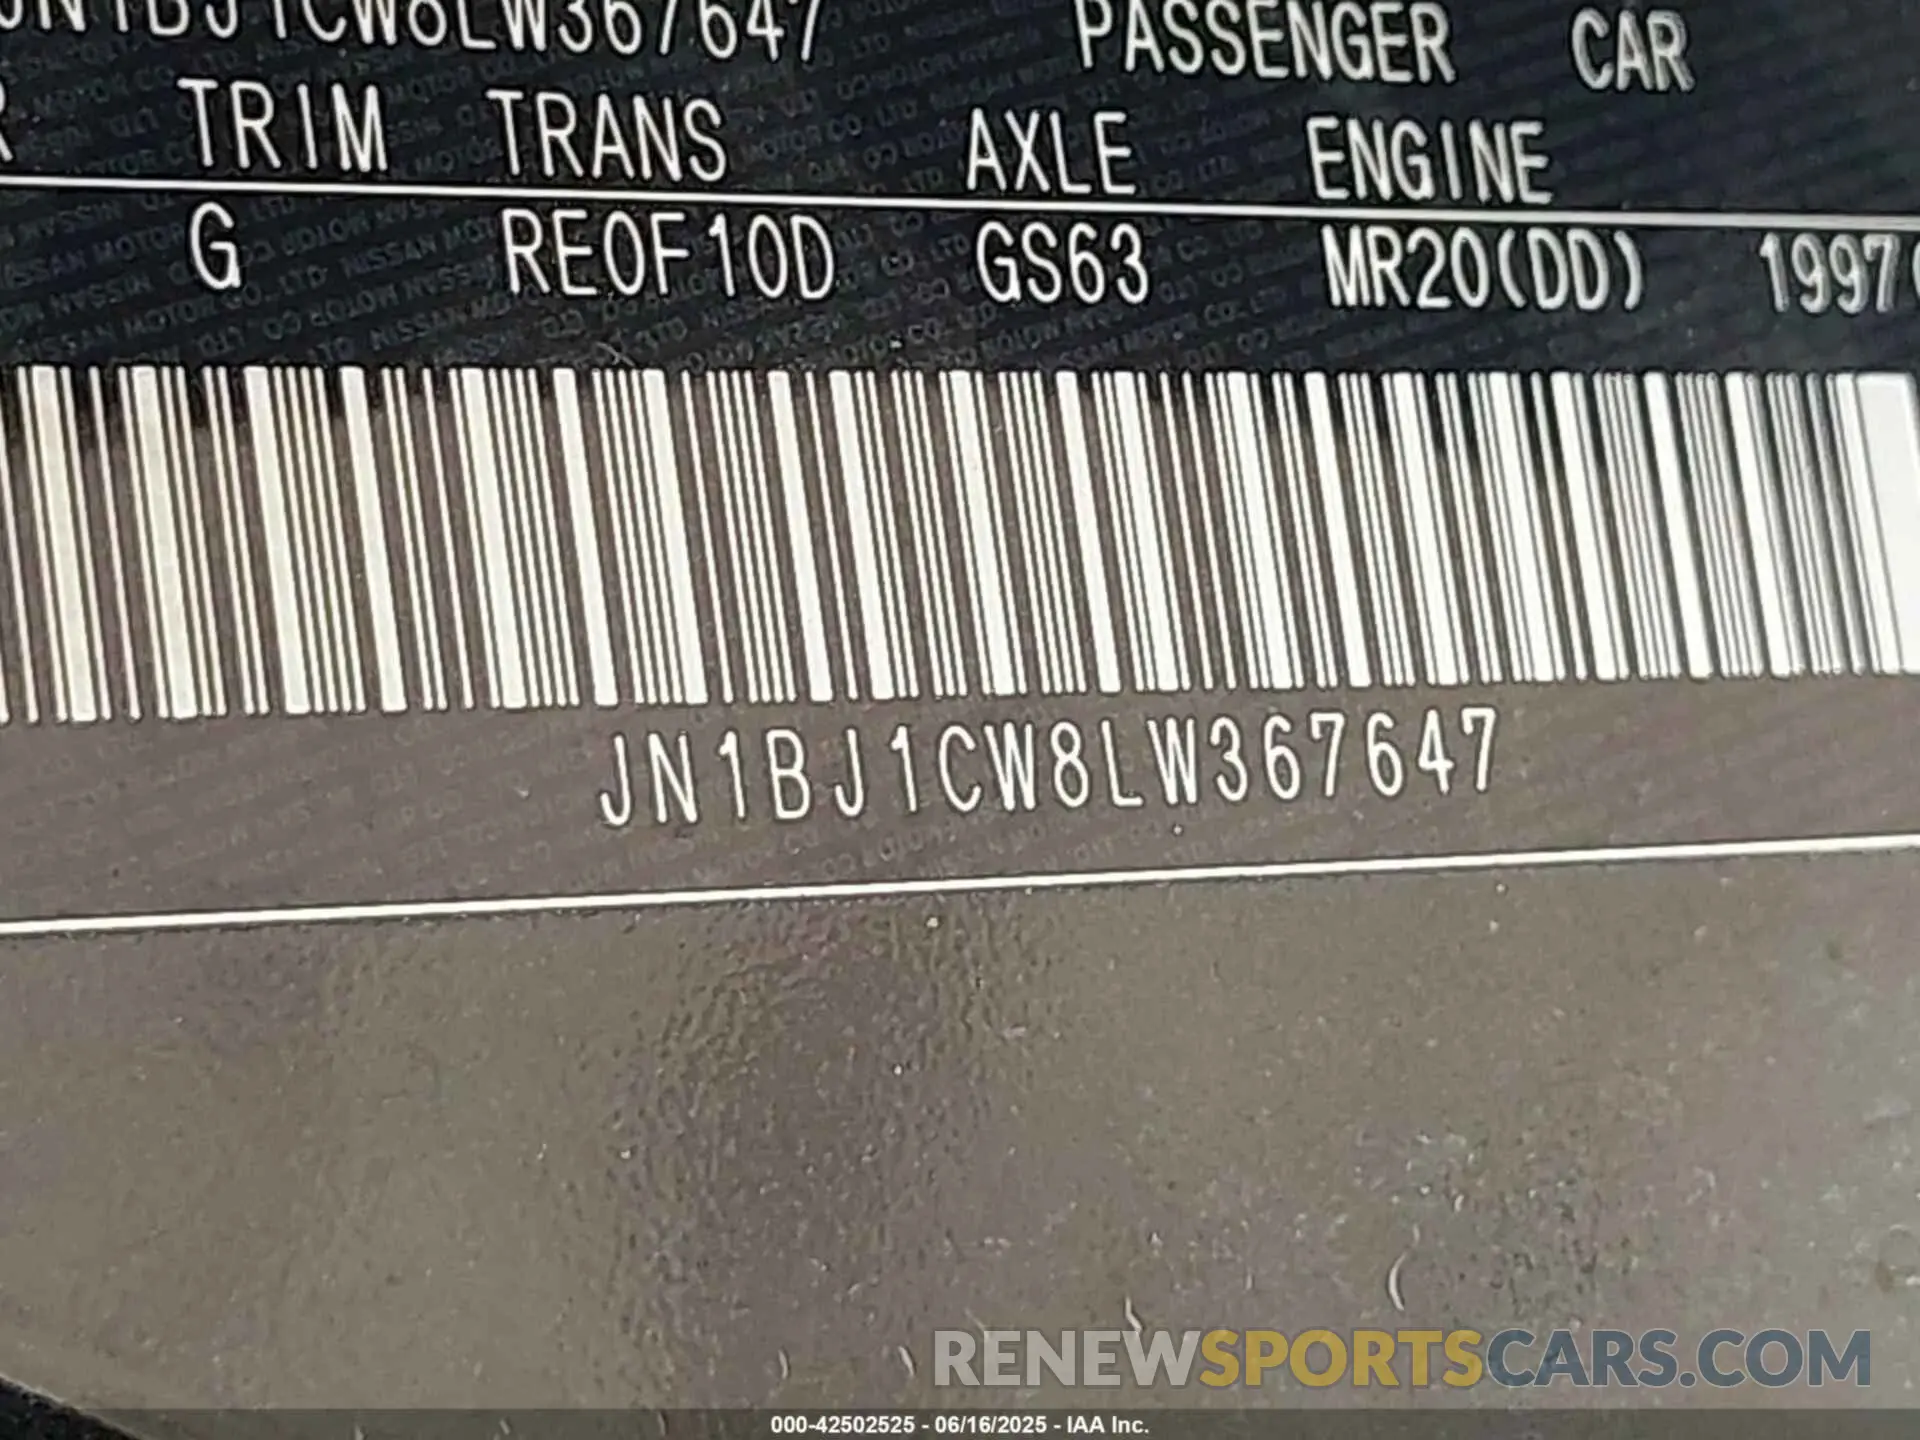 JN1BJ1CW8LW367647 PASSENGER CAR
TRIM TRANS AXLE ENGINE
G RE0F10D GS63 MR20(DD) 1997(
JN1BJ1CW8LW367647
RENEWSPORTSCARS.COM
000-42502525 - 06/16/2025 - IAA Inc.